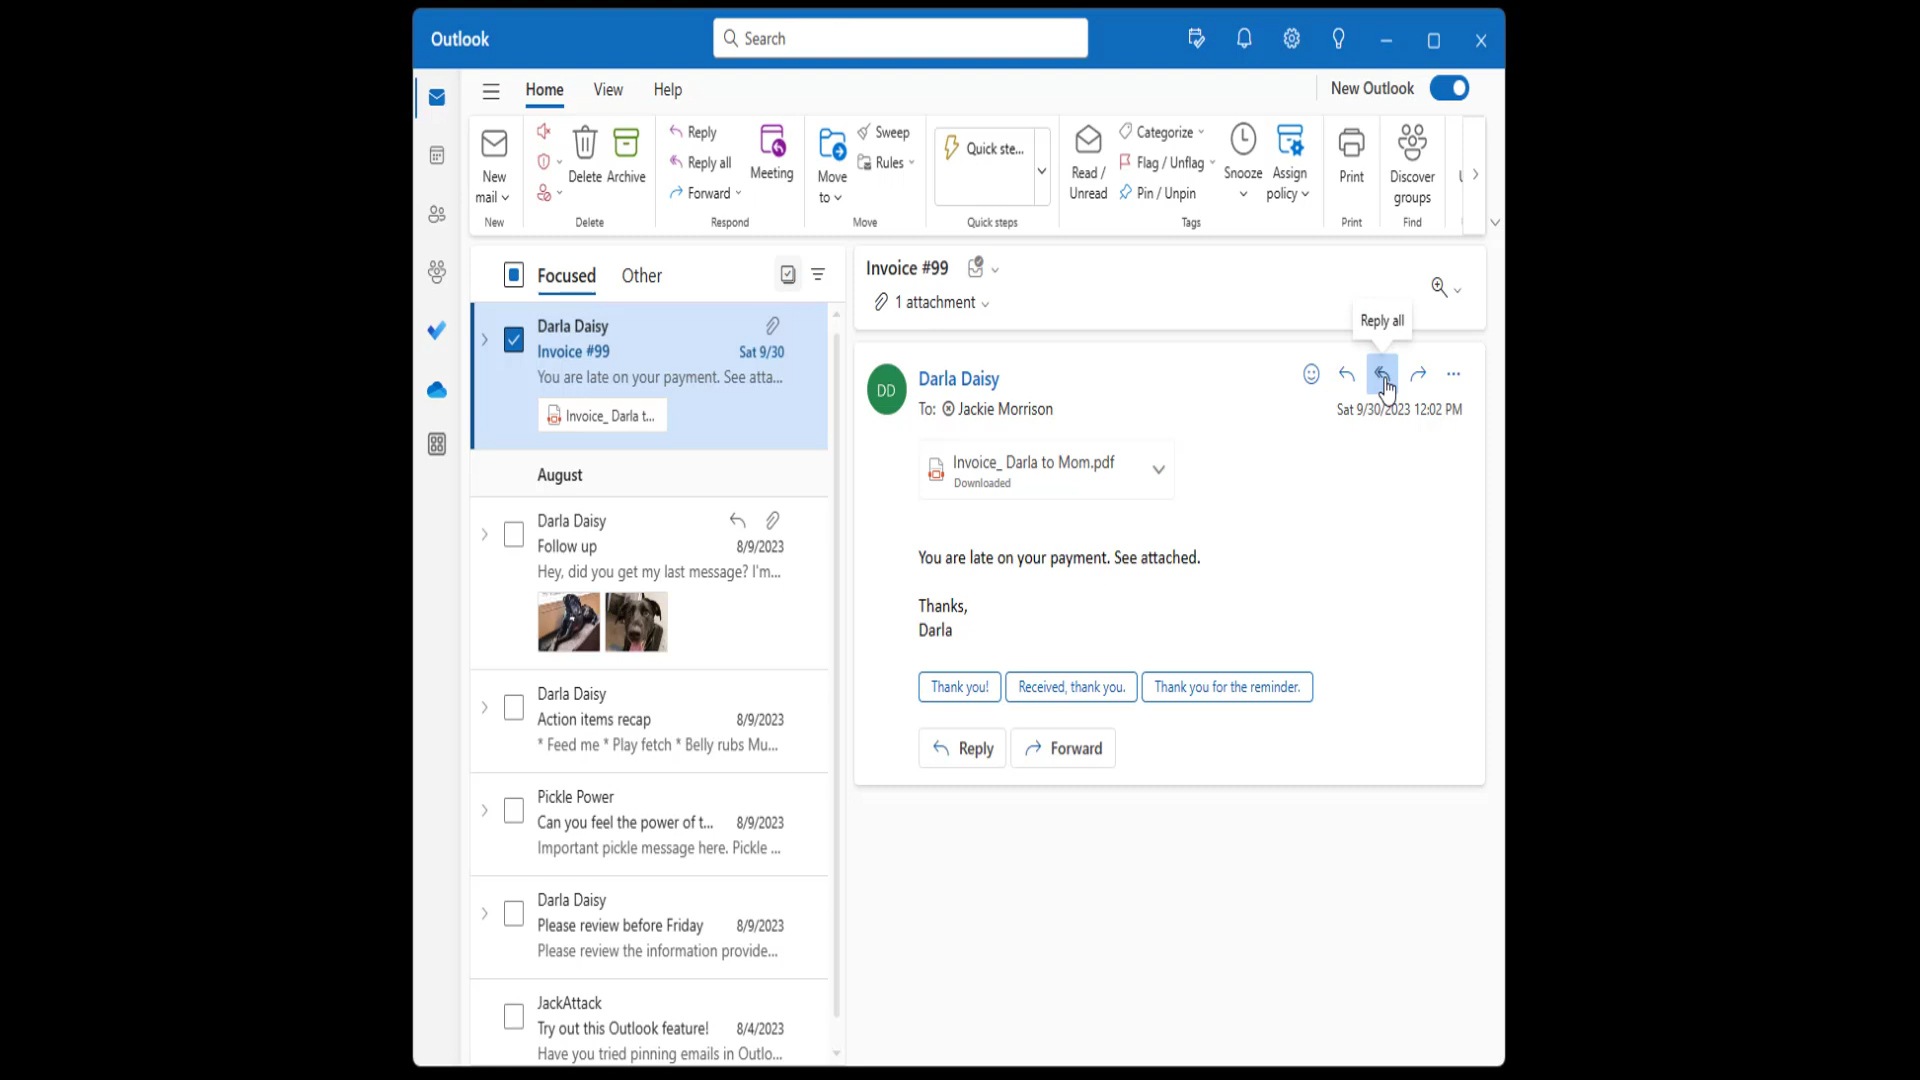 Outlook
Search
Home View Help
New Outlook
New mail
Delete
Archive
Reply
Reply all
Forward
Meeting
Move to
Sweep
Rules
Quick ste...
Read / Unread
Categorize
Flag / Unflag
Pin / Unpin
Snooze
Assign policy
Print
Discover groups
New
Delete
Respond
Move
Quick steps
Tags
Print
Find
Focused Other
Darla Daisy
Invoice #99 Sat 9/30
You are late on your payment. See atta...
Invoice_ Darla t...
August
Darla Daisy
Follow up 8/9/2023
Hey, did you get my last message? I'm...
Darla Daisy
Action items recap 8/9/2023
* Feed me * Play fetch * Belly rubs Mu...
Pickle Power
Can you feel the power of t... 8/9/2023
Important pickle message here. Pickle ...
Darla Daisy
Please review before Friday 8/9/2023
Please review the information provide...
JackAttack
Try out this Outlook feature! 8/4/2023
Have you tried pinning emails in Outlo...
Invoice #99
1 attachment
Reply all
DD
Darla Daisy
To: Jackie Morrison
Sat 9/30/2023 12:02 PM
Invoice_ Darla to Mom.pdf
Downloaded
You are late on your payment. See attached.
Thanks,
Darla
Thank you! Received, thank you. Thank you for the reminder.
Reply Forward